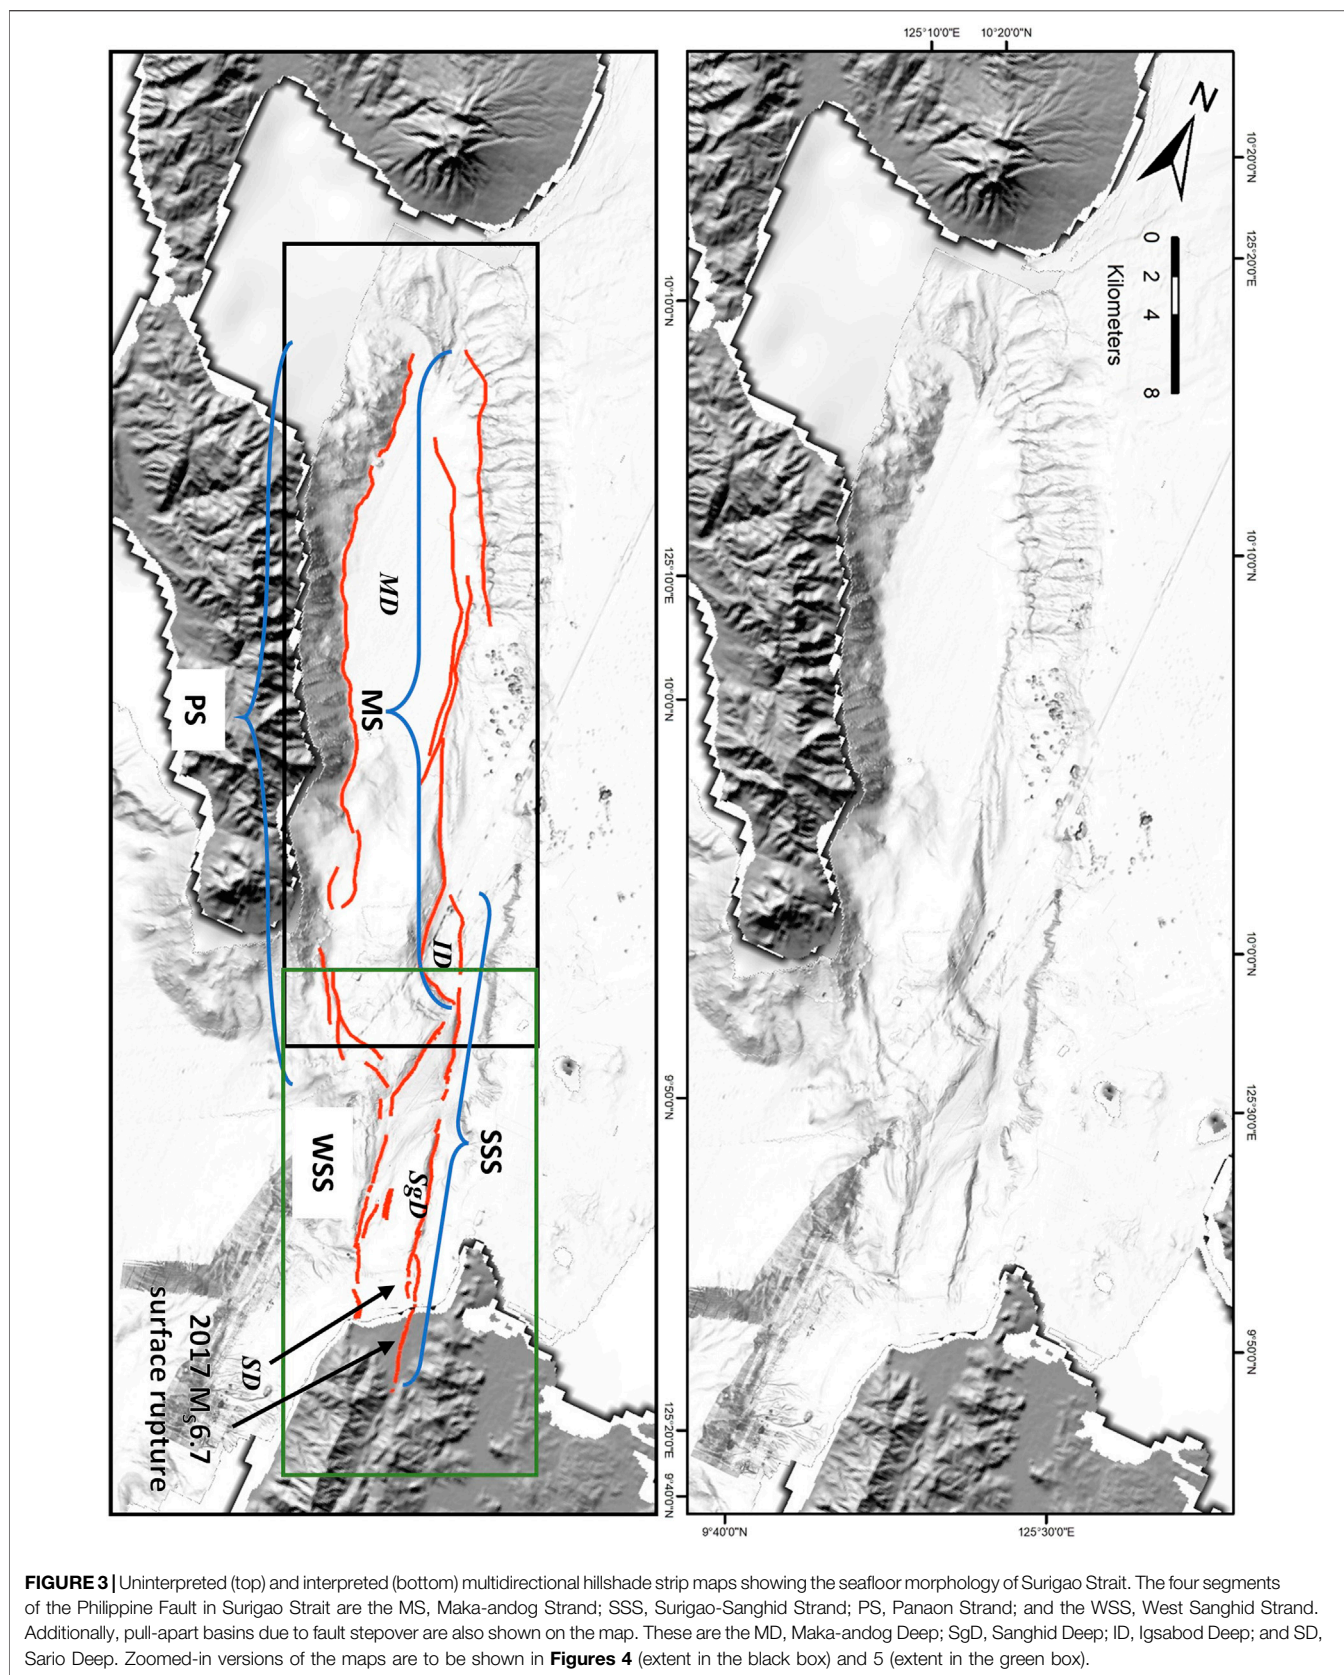 125°10'0"E 10°20'0"N
N
10°20'0"N
125°20'0"E
0 2 4 8
Kilometers
10°10'0"N
10°10'0"N
125°10'0"E
MD
10°0'0"N
MS
PS
ID
10°0'0"N
9°50'0"N
125°30'0"E
SSS
WSS
SgD
SD
2017 Ms6.7
surface rupture
9°50'0"N
125°20'0"E
9°40'0"N
9°40'0"N 125°30'0"E
FIGURE 3 | Uninterpreted (top) and interpreted (bottom) multidirectional hillshade strip maps showing the seafloor morphology of Surigao Strait. The four segments
of the Philippine Fault in Surigao Strait are the MS, Maka-andog Strand; SSS, Surigao-Sanghid Strand; PS, Panaon Strand; and the WSS, West Sanghid Strand.
Additionally, pull-apart basins due to fault stepover are also shown on the map. These are the MD, Maka-andog Deep; SgD, Sanghid Deep; ID, Igsabod Deep; and SD,
Sario Deep. Zoomed-in versions of the maps are to be shown in Figures 4 (extent in the black box) and 5 (extent in the green box).